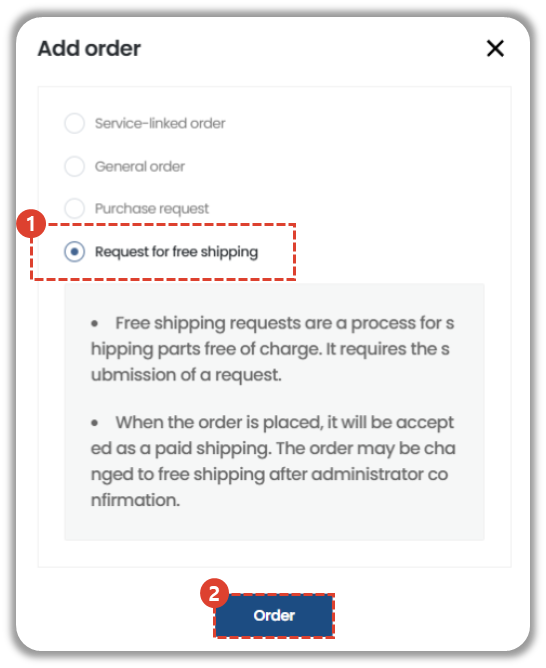 Add order
Service-linked order
General order
Purchase request
1
Request for free shipping
• Free shipping requests are a process for s
hipping parts free of charge. It requires the s
ubmission of a request.
• When the order is placed, it will be accept
ed as a paid shipping. The order may be cha
nged to free shipping after administrator co
nfirmation.
2
Order